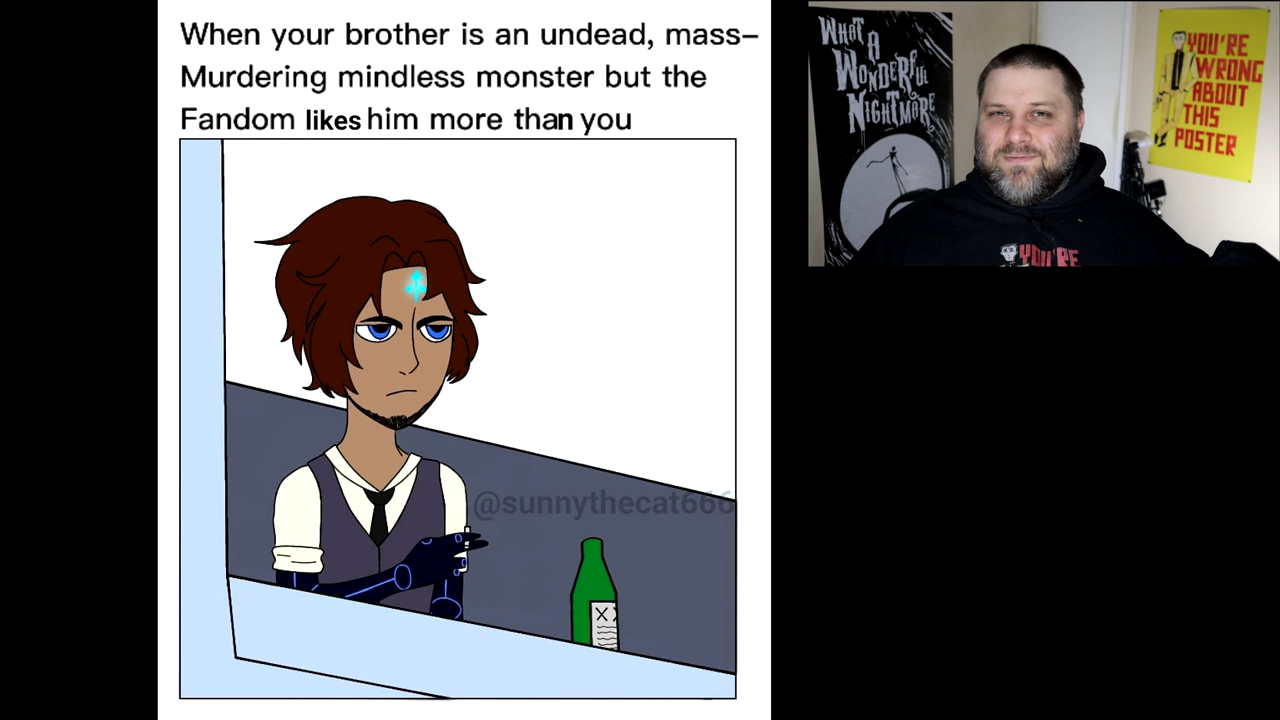 When your brother is an undead, mass-
Murdering mindless monster but the
Fandom likes him more than you
@sunnythecat666
XX
WHAT
A
WONDERFUL
NIGHTMARE
YOU'RE
WRONG
ABOUT
THIS
POSTER
YOU'RE